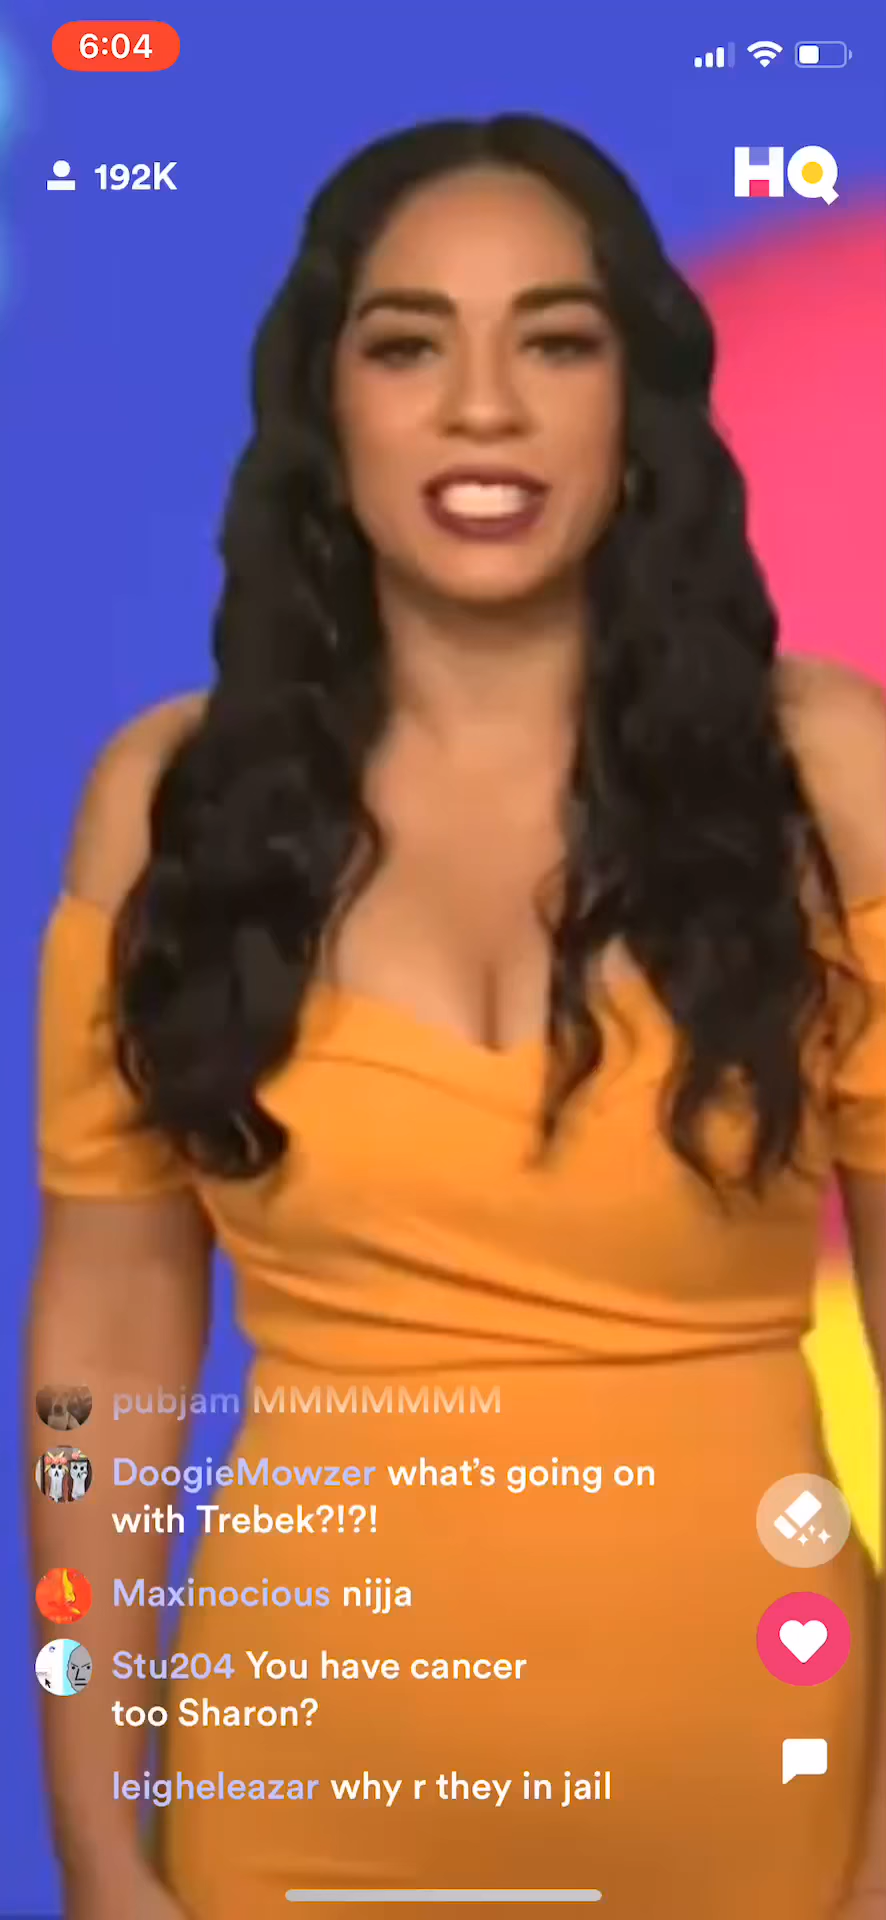 6:04
192K
HQ
pubjam MMMMMMM
DoogieMowzer what's going on
with Trebek?!?!
Maxinocious nijja
Stu204 You have cancer
too Sharon?
leigheleazar why r they in jail